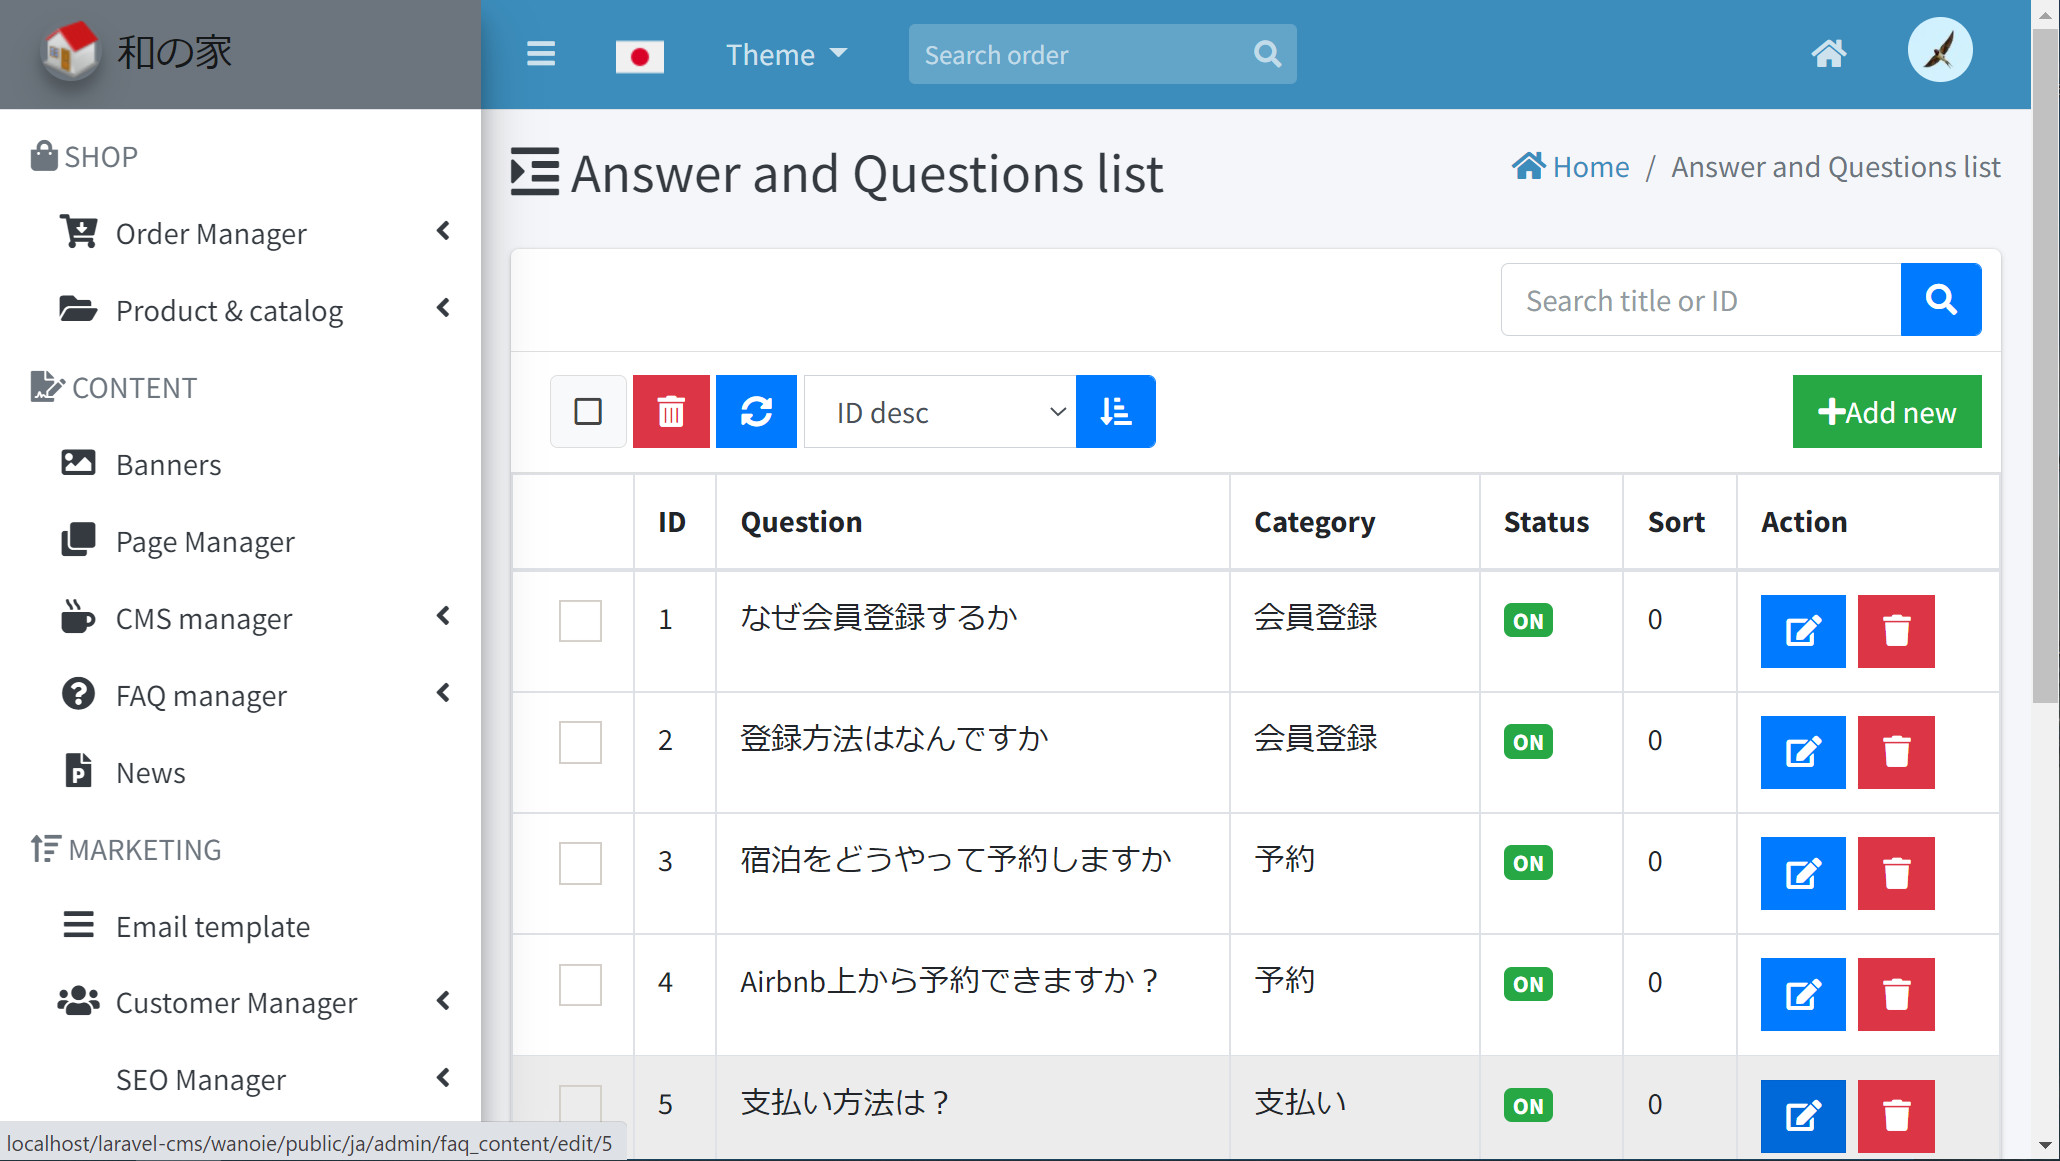 和の家
Theme
Search order
SHOP
Order Manager
Product & catalog
CONTENT
Banners
Page Manager
CMS manager
FAQ manager
News
MARKETING
Email template
Customer Manager
SEO Manager
Answer and Questions list
Home / Answer and Questions list
Search title or ID
ID desc
Add new
ID Question Category Status Sort Action
1 なぜ会員登録するか 会員登録 ON 0
2 登録方法はなんですか 会員登録 ON 0
3 宿泊をどうやって予約しますか 予約 ON 0
4 Airbnb上から予約できますか？ 予約 ON 0
5 支払い方法は？ 支払い ON 0
localhost/laravel-cms/wanoie/public/ja/admin/faq_content/edit/5